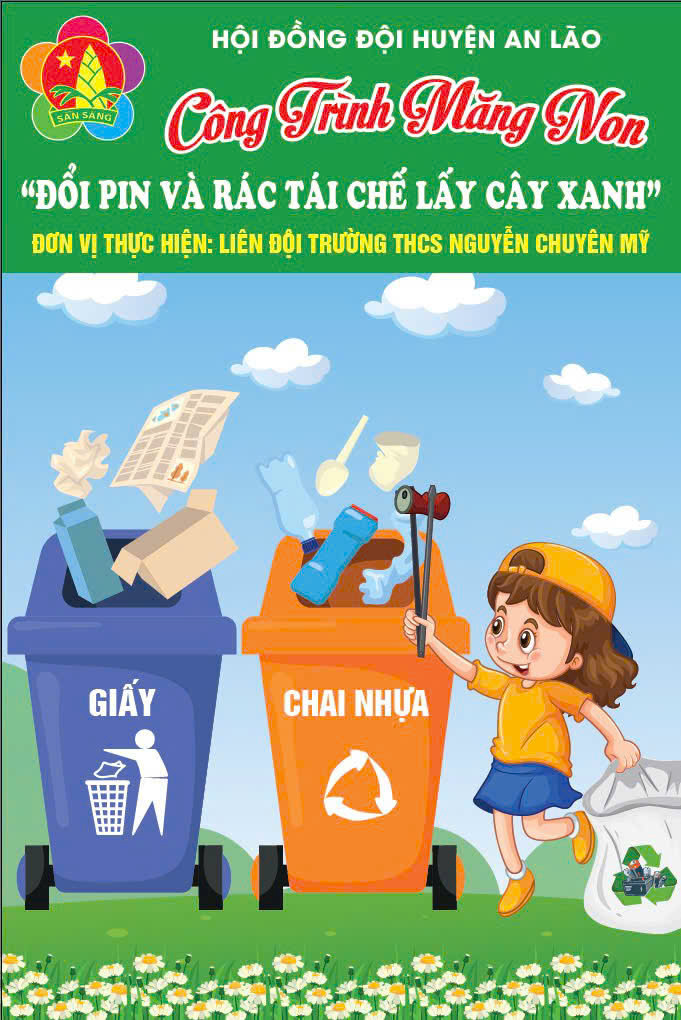 HỘI ĐỒNG ĐỘI HUYỆN AN LÃO
SẴN SÀNG
Công Trình Măng Non
“ĐỔI PIN VÀ RÁC TÁI CHẾ LẤY CÂY XANH”
ĐƠN VỊ THỰC HIỆN: LIÊN ĐỘI TRƯỜNG THCS NGUYỄN CHUYÊN MỸ
GIẤY
CHAI NHỰA